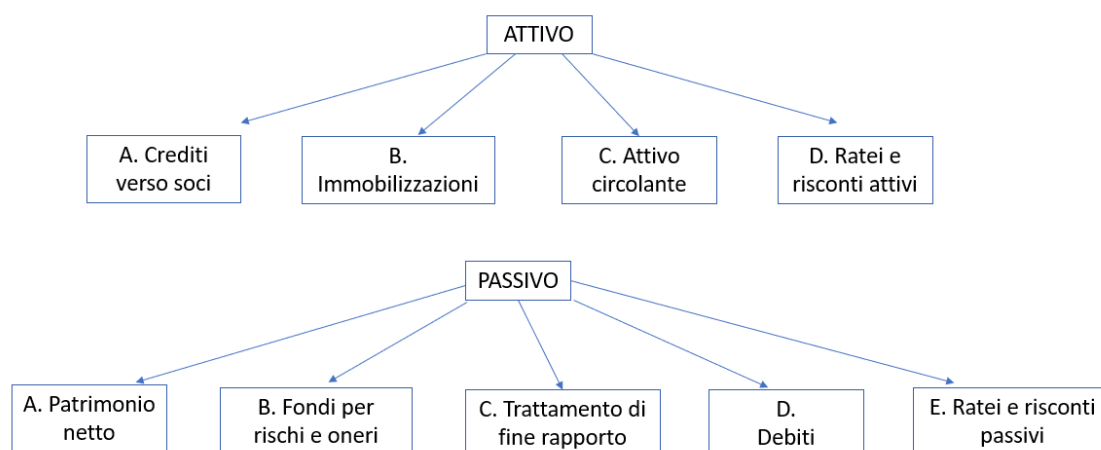 ATTIVO
A. Crediti
verso soci
B.
Immobilizzazioni
C. Attivo
circolante
D. Ratei e
risconti attivi
PASSIVO
A. Patrimonio
netto
B. Fondi per
rischi e oneri
C. Trattamento di
fine rapporto
D.
Debiti
E. Ratei e risconti
passivi